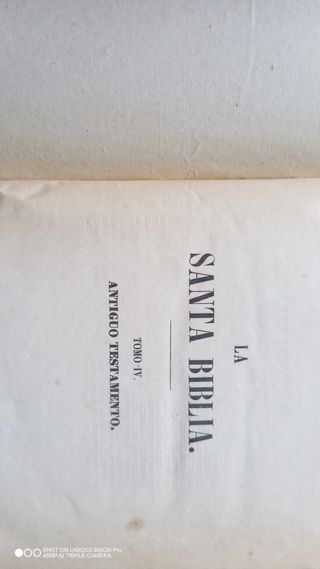 LA
SANTA BIBLIA.
TOMO IV.
ANTIGUO TESTAMENTO.
SHOT ON UMIDIGI BISON Pro
48MP AI TRIPLE CAMERA